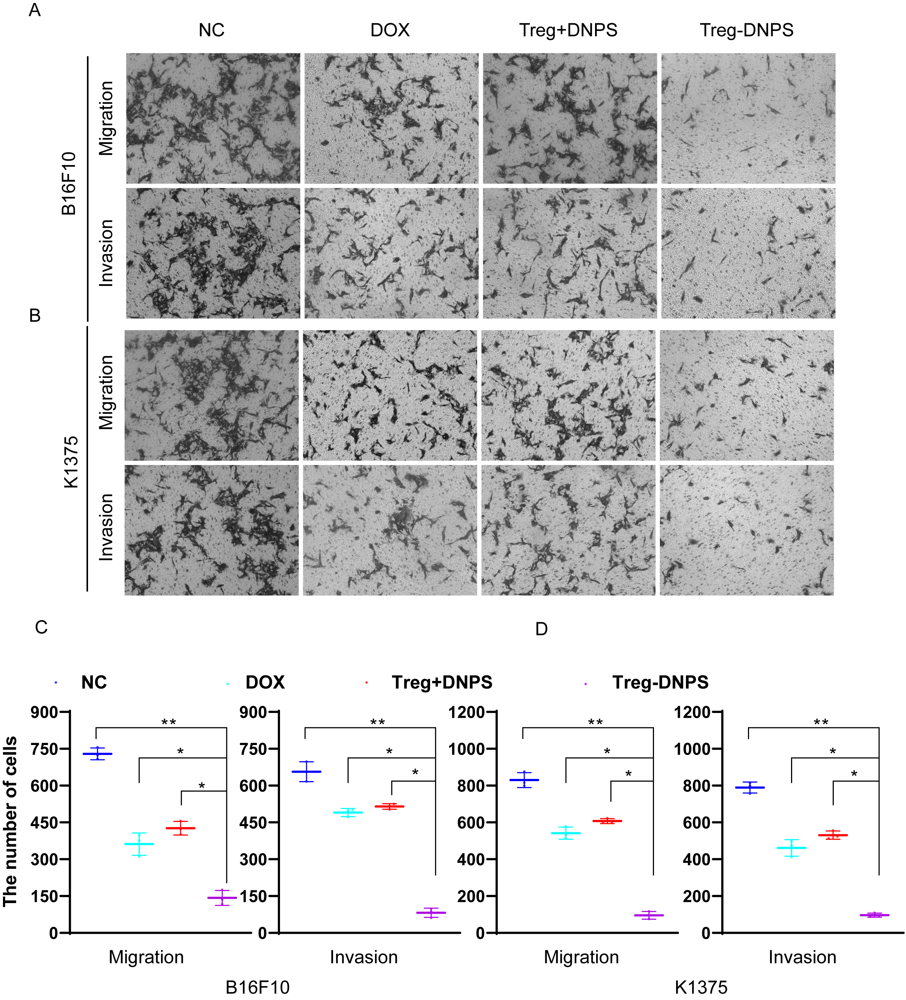 A
NC DOX Treg+DNPS Treg-DNPS
B16F10
Migration
Invasion
B
K1375
Migration
Invasion
C
D
NC DOX Treg+DNPS Treg-DNPS
The number of cells
900
750
600
450
300
150
0
**
*
*
Migration
900
750
600
450
300
150
0
**
*
*
Invasion
B16F10
1200
1000
800
600
400
200
0
**
*
*
Migration
1200
1000
800
600
400
200
0
**
*
*
Invasion
K1375